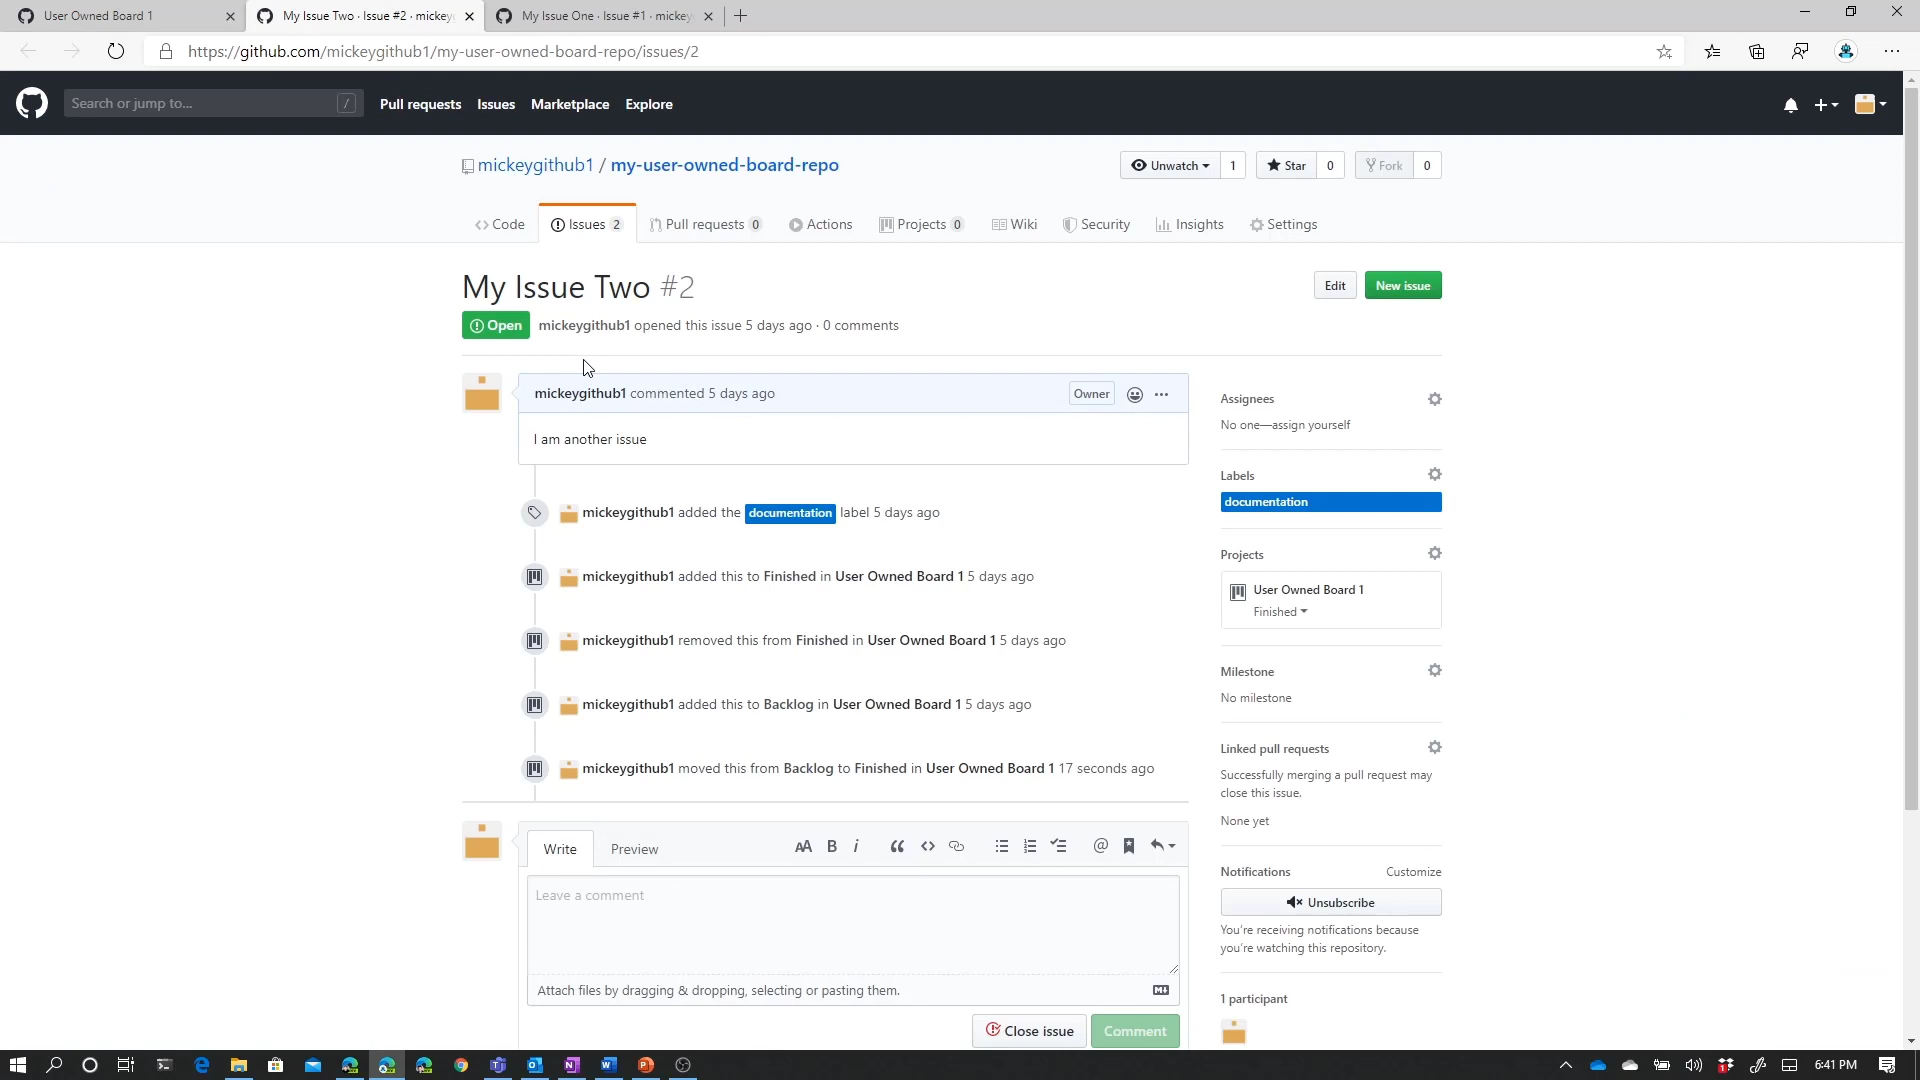 User Owned Board 1
My Issue Two · Issue #2 · mickey
My Issue One · Issue #1 · mickey
https://github.com/mickeygithub1/my-user-owned-board-repo/issues/2
Search or jump to...
/
Pull requests
Issues
Marketplace
Explore
mickeygithub1 / my-user-owned-board-repo
Unwatch 1
Star 0
Fork 0
Code
Issues 2
Pull requests 0
Actions
Projects 0
Wiki
Security
Insights
Settings
My Issue Two #2
Edit
New issue
Open
mickeygithub1 opened this issue 5 days ago · 0 comments
mickeygithub1 commented 5 days ago
Owner
I am another issue
mickeygithub1 added the documentation label 5 days ago
mickeygithub1 added this to Finished in User Owned Board 1 5 days ago
mickeygithub1 removed this from Finished in User Owned Board 1 5 days ago
mickeygithub1 added this to Backlog in User Owned Board 1 5 days ago
mickeygithub1 moved this from Backlog to Finished in User Owned Board 1 17 seconds ago
Write
Preview
AA B i
Leave a comment
Attach files by dragging & dropping, selecting or pasting them.
Close issue
Comment
Assignees
No one—assign yourself
Labels
documentation
Projects
User Owned Board 1
Finished
Milestone
No milestone
Linked pull requests
Successfully merging a pull request may
close this issue.
None yet
Notifications
Customize
Unsubscribe
You're receiving notifications because
you're watching this repository.
1 participant
6:41 PM